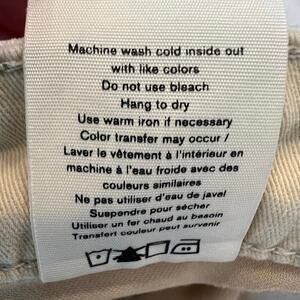 Machine wash cold inside out
with like colors
Do not use bleach
Hang to dry
Use warm iron if necessary
Color transfer may occur /
Laver le vêtement à l'intérieur en
machine à l'eau froide avec des
couleurs similaires
Ne pas utiliser d'eau de javel
Suspendre pour sécher
Utiliser un fer chaud au besoin
Transfert couleur peut survenir